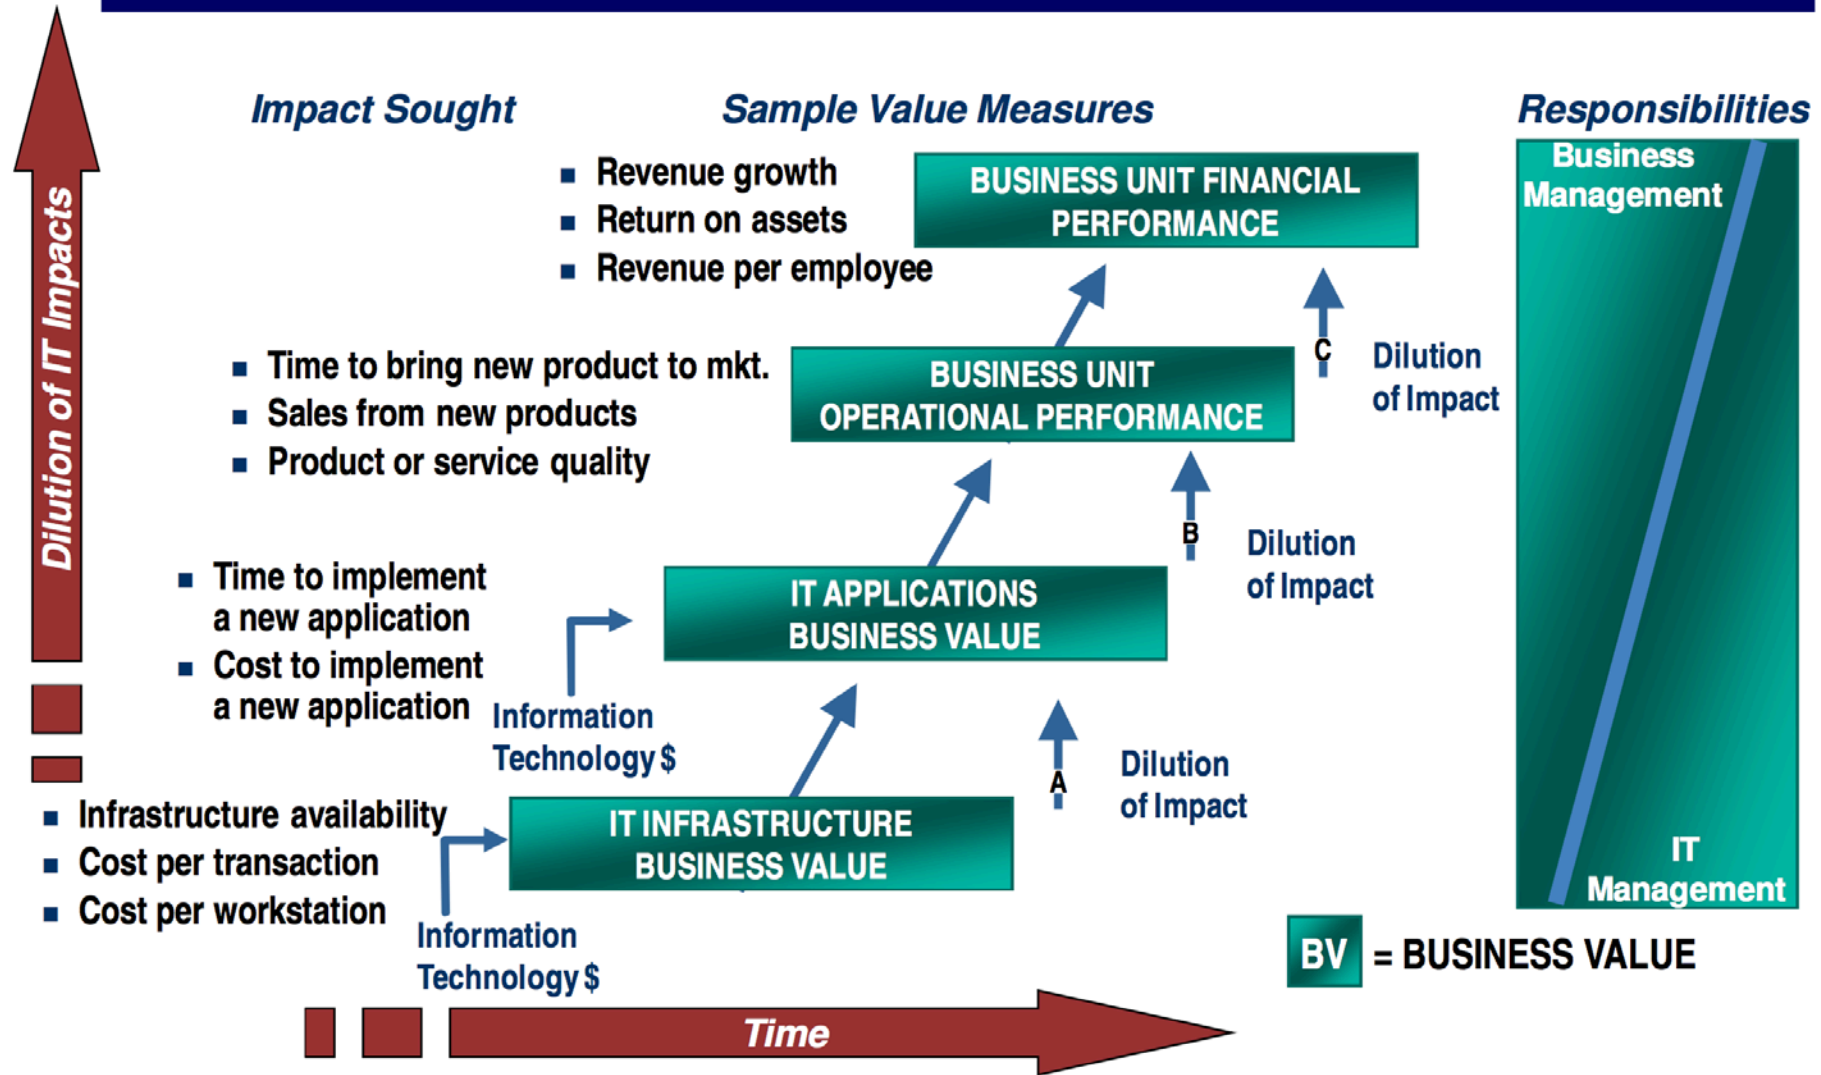 Impact Sought
Sample Value Measures
Responsibilities
Dilution of IT Impacts
Revenue growth
Return on assets
Revenue per employee
BUSINESS UNIT FINANCIAL
PERFORMANCE
Business
Management
Time to bring new product to mkt.
Sales from new products
Product or service quality
BUSINESS UNIT
OPERATIONAL PERFORMANCE
C
Dilution
of Impact
Time to implement
a new application
Cost to implement
a new application
Information
Technology $
IT APPLICATIONS
BUSINESS VALUE
B
Dilution
of Impact
Infrastructure availability
Cost per transaction
Cost per workstation
Information
Technology $
IT INFRASTRUCTURE
BUSINESS VALUE
A
Dilution
of Impact
IT
Management
BV = BUSINESS VALUE
Time